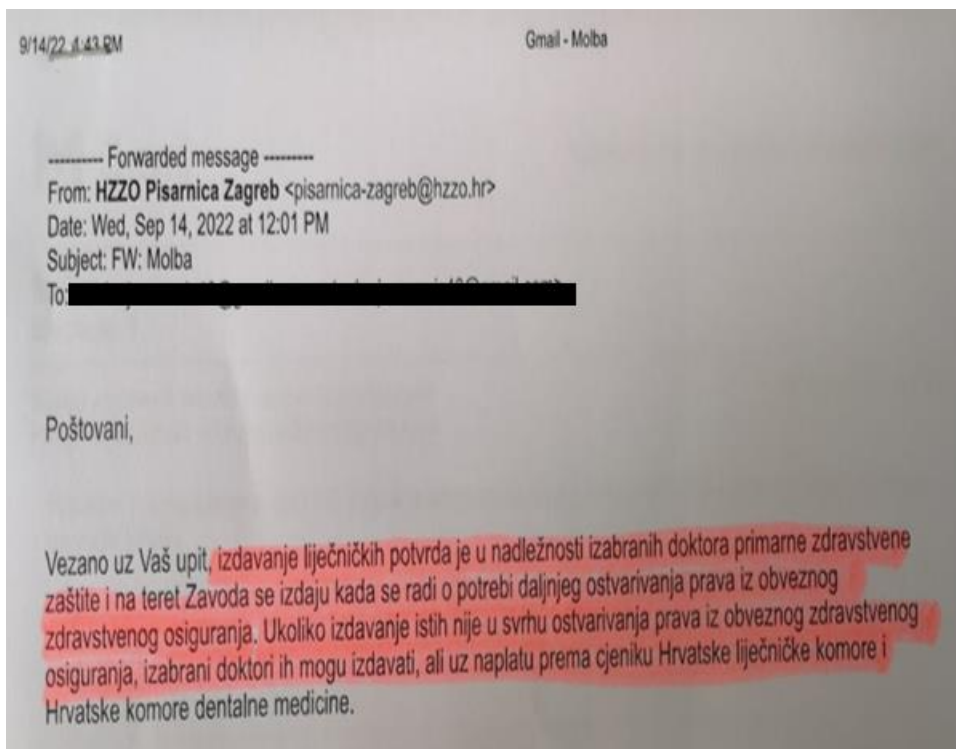 9/14/22 4:43 PM Gmail - Molba
---------- Forwarded message ---------
From: HZZO Pisarnica Zagreb <pisarnica-zagreb@hzzo.hr>
Date: Wed, Sep 14, 2022 at 12:01 PM
Subject: FW: Molba
To:
Poštovani,
Vezano uz Vaš upit, izdavanje liječničkih potvrda je u nadležnosti izabranih doktora primarne zdravstvene
zaštite i na teret Zavoda se izdaju kada se radi o potrebi daljnjeg ostvarivanja prava iz obveznog
zdravstvenog osiguranja. Ukoliko izdavanje istih nije u svrhu ostvarivanja prava iz obveznog zdravstvenog
osiguranja, izabrani doktori ih mogu izdavati, ali uz naplatu prema cjeniku Hrvatske liječničke komore i
Hrvatske komore dentalne medicine.